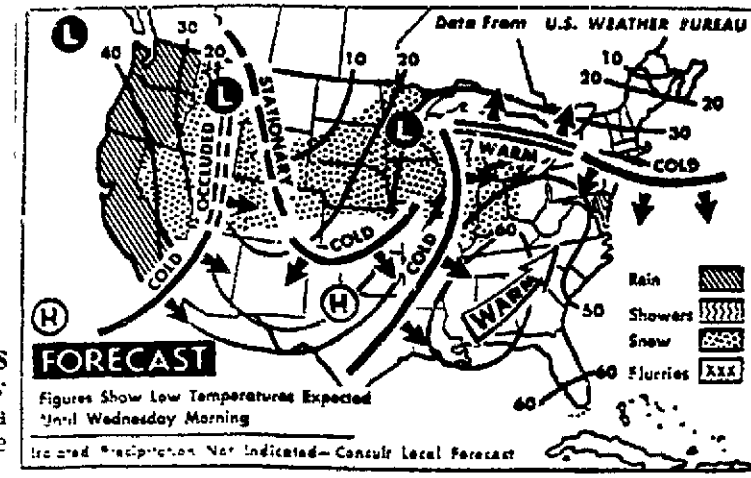 Data From U.S. WEATHER BUREAU
L
30
40
20
10
20
10
20
20
30
L
STATIONARY
OCCLUDED
L
WARM
COLD
COLD
COLD
COLD
60
H
H
WARM
50
60
60
Rain
Showers
Snow
Flurries
XXX
FORECAST
Figures Show Low Temperatures Expected
Until Wednesday Morning
Isolated Precipitation Not Indicated— Consult Local Forecast